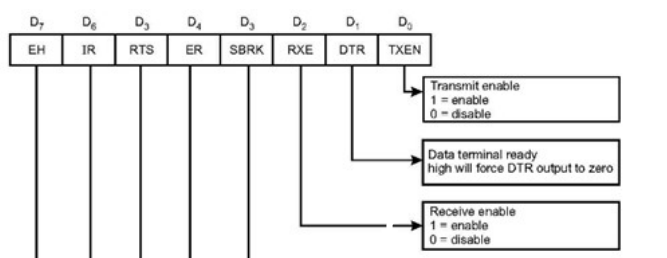 D7 D6 D3 D4 D3 D2 D1 D0
EH IR RTS ER SBRK RXE DTR TXEN
Transmit enable
1 = enable
0 = disable
Data terminal ready
high will force DTR output to zero
Receive enable
1 = enable
0 = disable